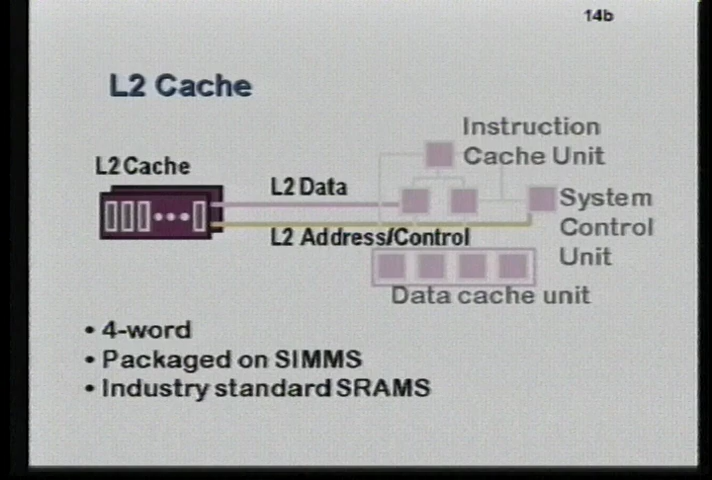 14b
L2 Cache
Instruction
Cache Unit
L2 Cache
L2 Data
System
Control
Unit
L2 Address/Control
Data cache unit
• 4-word
• Packaged on SIMMS
• Industry standard SRAMS